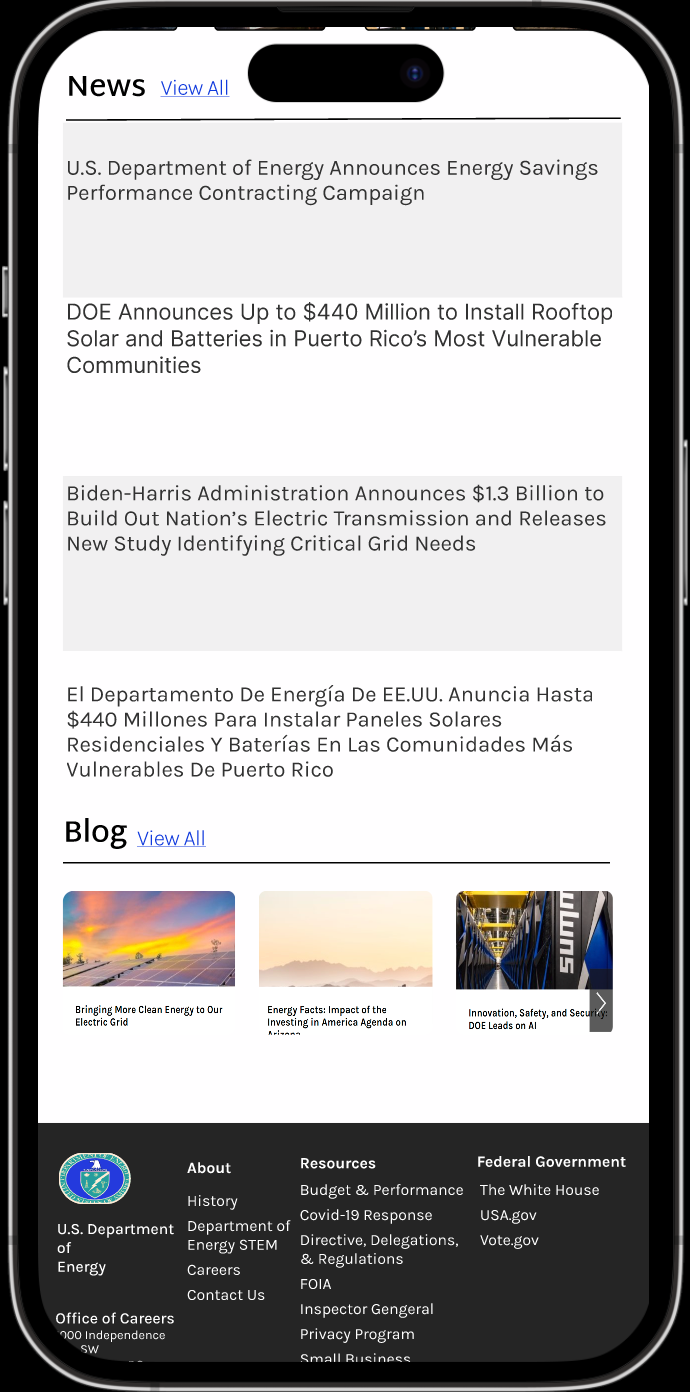 News View All
U.S. Department of Energy Announces Energy Savings
Performance Contracting Campaign
DOE Announces Up to $440 Million to Install Rooftop
Solar and Batteries in Puerto Rico’s Most Vulnerable
Communities
Biden-Harris Administration Announces $1.3 Billion to
Build Out Nation’s Electric Transmission and Releases
New Study Identifying Critical Grid Needs
El Departamento De Energía De EE.UU. Anuncia Hasta
$440 Millones Para Instalar Paneles Solares
Residenciales Y Baterías En Las Comunidades Más
Vulnerables De Puerto Rico
Blog View All
Bringing More Clean Energy to Our
Electric Grid
Energy Facts: Impact of the
Investing in America Agenda on
Arizona
Innovation, Safety, and Security:
DOE Leads on AI
U.S. Department
of
Energy
Office of Careers
000 Independence
SW
About
History
Department of
Energy STEM
Careers
Contact Us
Resources
Budget & Performance
Covid-19 Response
Directive, Delegations,
& Regulations
FOIA
Inspector Gengeral
Privacy Program
Small Business
Federal Government
The White House
USA.gov
Vote.gov